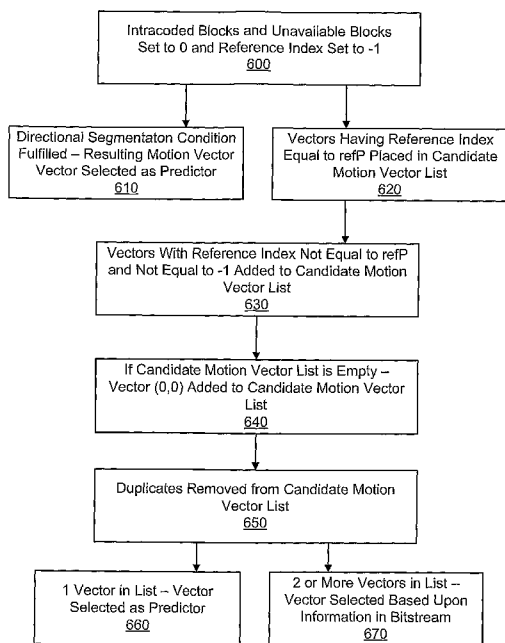 Intracoded Blocks and Unavailable Blocks
Set to 0 and Reference Index Set to -1
600
Directional Segmentaton Condition
Fulfilled – Resulting Motion Vector
Vector Selected as Predictor
610
Vectors Having Reference Index
Equal to refP Placed in Candidate
Motion Vector List
620
Vectors With Reference Index Not Equal to refP
and Not Equal to -1 Added to Candidate Motion
Vector List
630
If Candidate Motion Vector List is Empty –
Vector (0,0) Added to Candidate Motion Vector
List
640
Duplicates Removed from Candidate Motion
Vector List
650
1 Vector in List – Vector
Selected as Predictor
660
2 or More Vectors in List –
Vector Selected Based Upon
Information in Bitstream
670